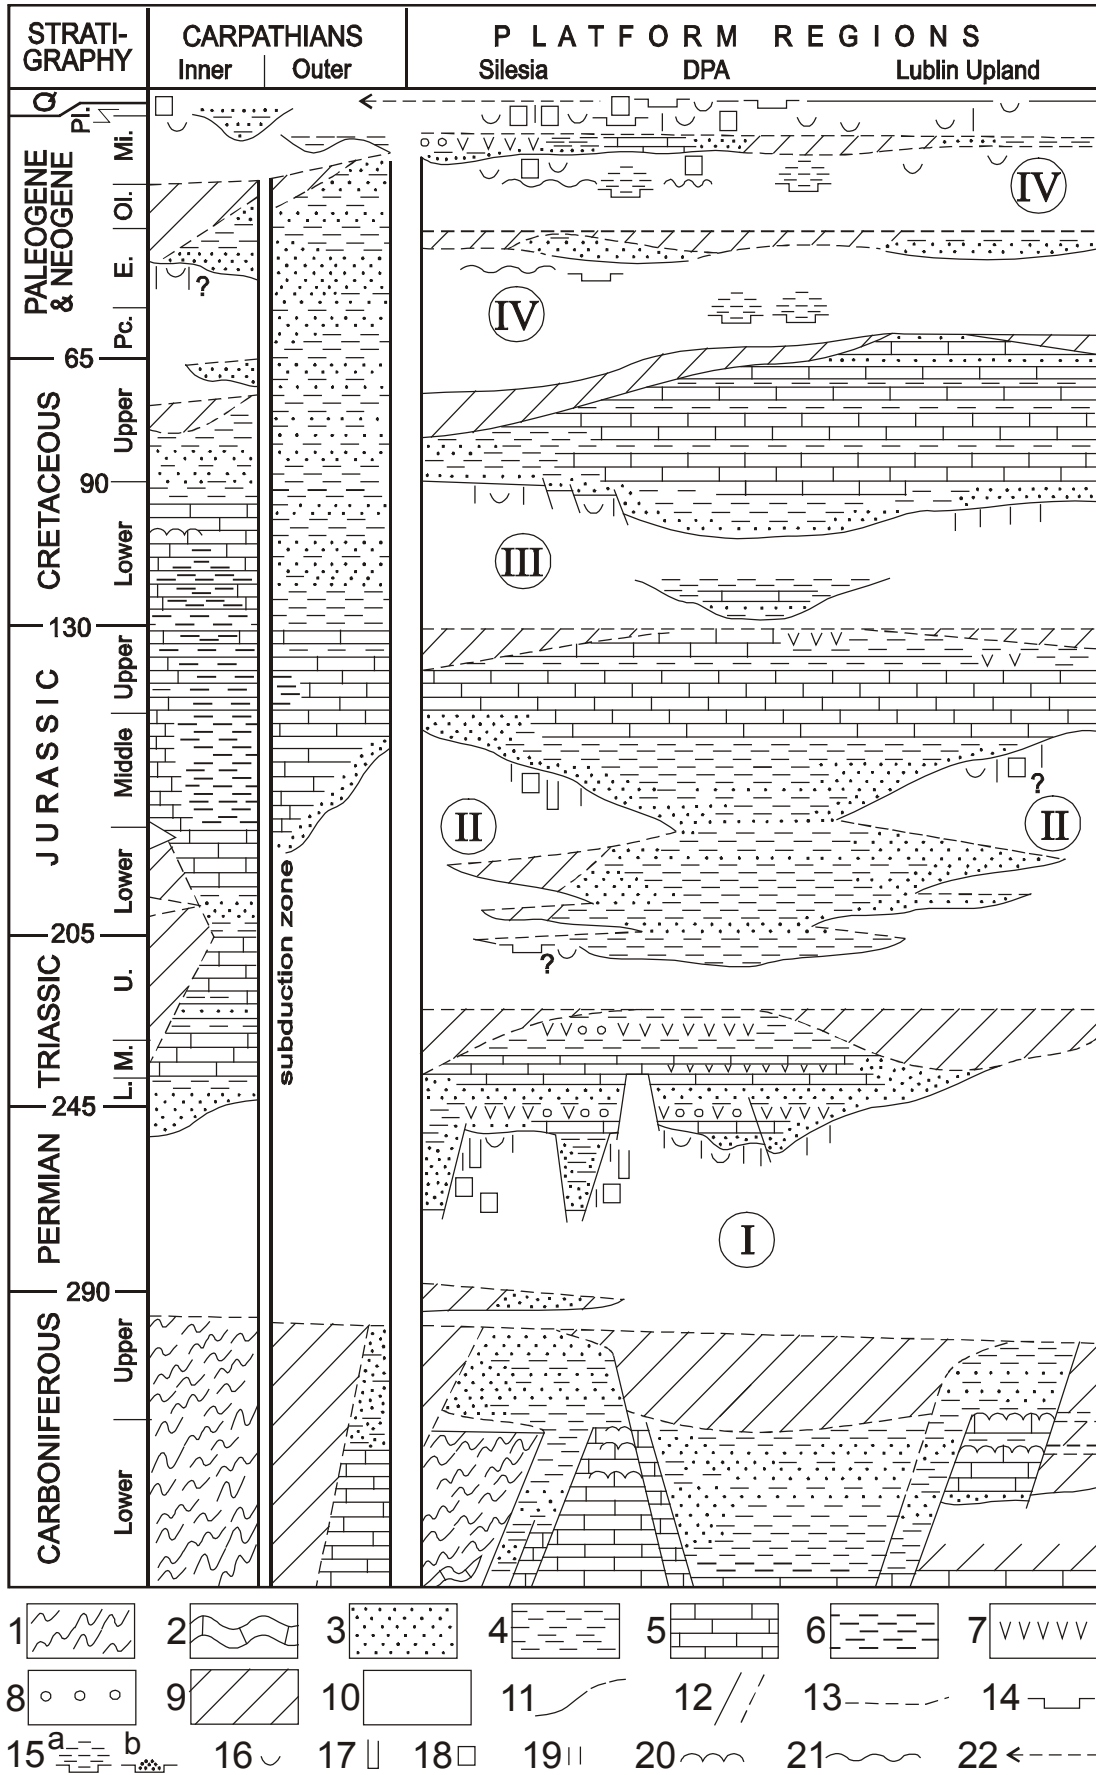 STRATI-
GRAPHY
CARPATHIANS
Inner
Outer
PLATFORM REGIONS
Silesia
DPA
Lublin Upland
Q
Pl.
PALEOGENE
& NEOGENE
Mi.
Ol.
E.
Pc.
?
IV
IV
65
CRETACEOUS
Upper
90
Lower
III
130
JURASSIC
Upper
Middle
Lower
?
II
II
205
?
subduction zone
TRIASSIC
U.
M.
L.
245
PERMIAN
I
290
CARBONIFEROUS
Upper
Lower
1
2
3
4
5
6
7
8
9
10
11
12
13
14
15 a b
16
17
18
19
20
21
22